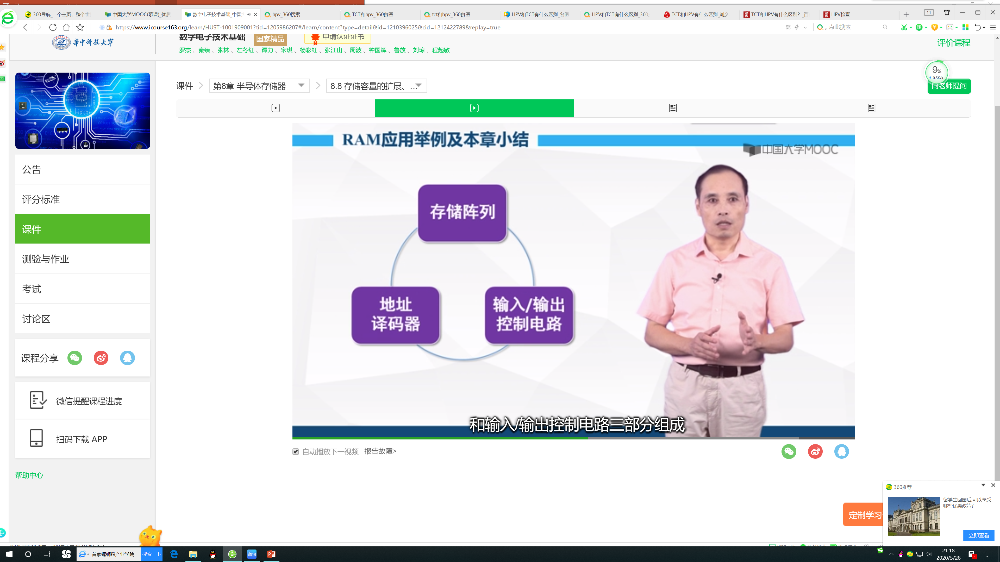 360导航_一个主页，整个世
中国大学MOOC(慕课)_优质
数字电子技术基础_中国大
hpv_360搜索
TCT和hpv_360良医
tct和hpv_360良医
HPV和TCT有什么区别_名医
HPV和TCT有什么区别_360
TCT和HPV有什么区别_刘彦
TCT和HPV有什么区别？_百
HPV检查
11
https://www.icourse163.org/learn/HUST-1001909001?tid=1205986207#/learn/content?type=detail&id=1210396025&cid=1212422789&replay=true
点此搜索
华中科技大学
数字电子技术基础
国家精品
申请认证证书
评价课程
罗杰、秦臻、张林、左冬红、谭力、宋琪、杨彩虹、张江山、周波、钟国辉、鲁放、刘琼、程起敏
9%
0.5K/s
向老师提问
课件
第8章 半导体存储器
8.8 存储容量的扩展、...
RAM应用举例及本章小结
中国大学MOOC
存储阵列
地址
译码器
输入/输出
控制电路
和输入/输出控制电路三部分组成
公告
评分标准
课件
测验与作业
考试
讨论区
课程分享
微信提醒课程进度
扫码下载 APP
帮助中心
自动播放下一视频
报告故障>
360推荐
留学生回国后,可以享受
哪些优惠政策?
立即查看
定制学习
首家螺蛳粉产业学院
搜索一下
资讯
21:18
2020/5/28
4